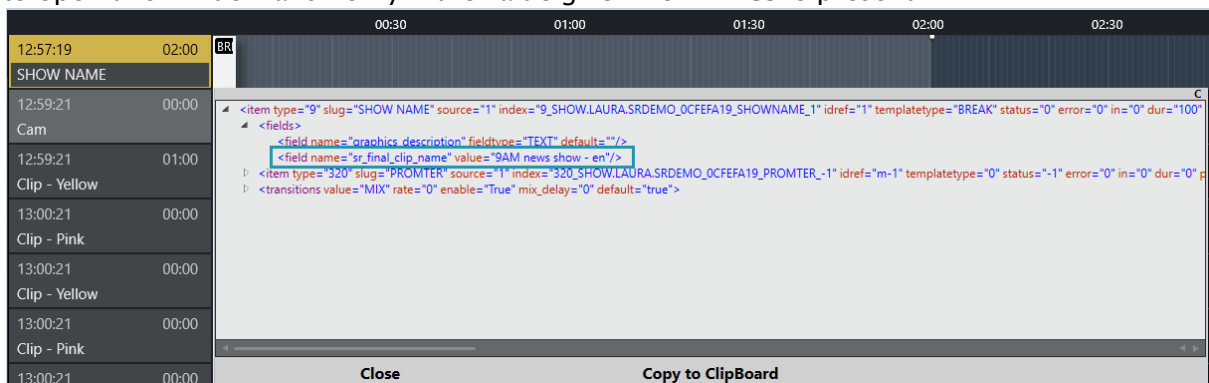 00:30 01:00 01:30 02:00 02:30
12:57:19 02:00 BRI
SHOW NAME
C
12:59:21 00:00
Cam
12:59:21 01:00
Clip - Yellow
13:00:21 00:00
Clip - Pink
13:00:21 00:00
Clip - Yellow
13:00:21 00:00
Clip - Pink
13:00:21 00:00
<item type="9" slug="SHOW NAME" source="1" index="9_SHOW.LAURA.SRDEMO_0CFEFA19_SHOWNAME_1" idref="1" templatetype="BREAK" status="0" error="0" in="0" dur="100"
<fields>
<field name="graphics_description" fieldtype="TEXT" default=""/>
<field name="sr_final_clip_name" value="9AM news show - en"/>
<item type="320" slug="PROMTER" source="1" index="320_SHOW.LAURA.SRDEMO_0CFEFA19_PROMTER_-1" idref="m-1" templatetype="0" status="-1" error="0" in="0" dur="0" p
<transitions value="MIX" rate="0" enable="True" mix_delay="0" default="true">
Close Copy to ClipBoard